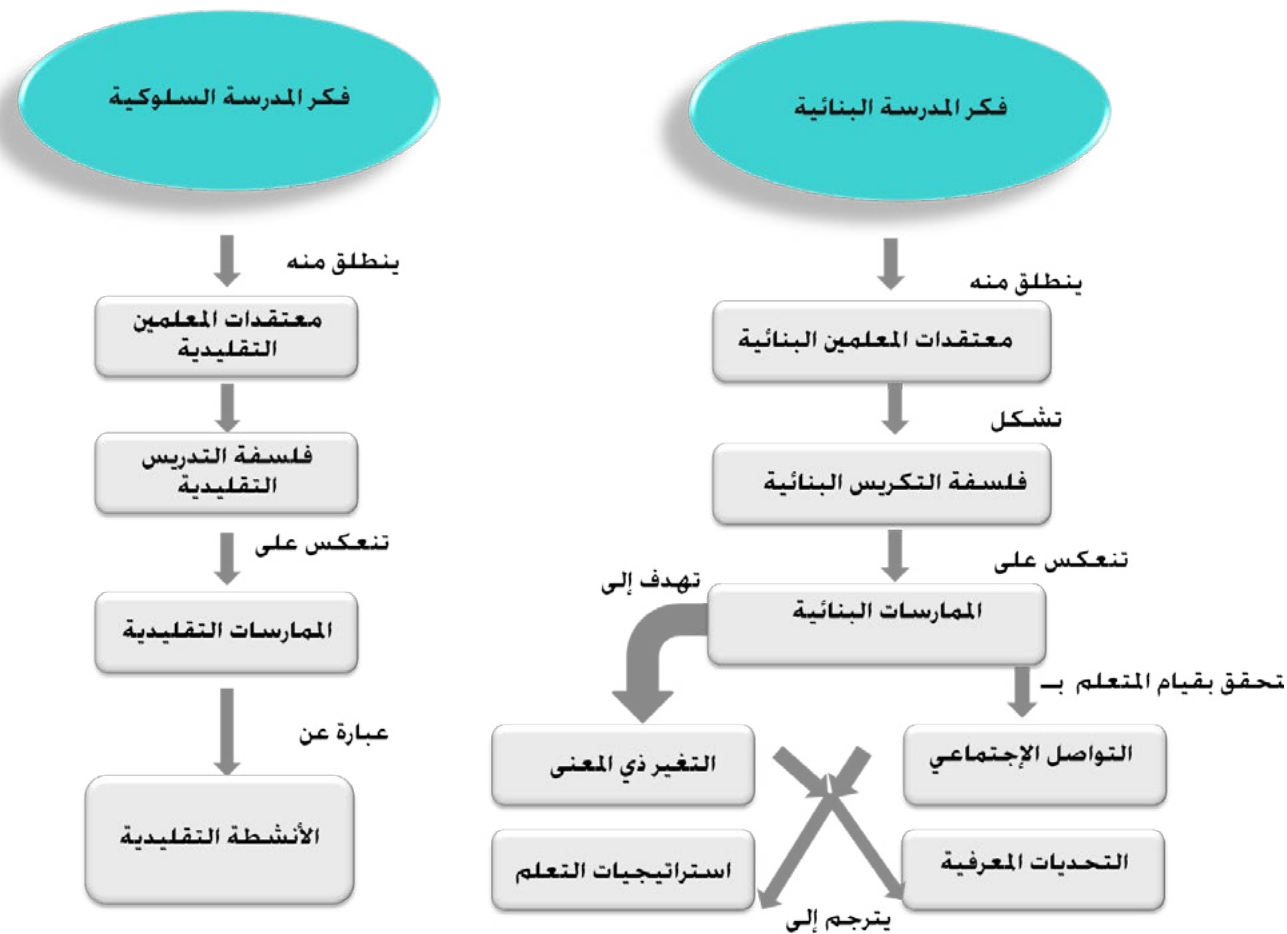 فكر المدرسة البنائية
ينطلق منه
معتقدات المعلمين البنائية
تشكل
فلسفة التكريس البنائية
تنعكس على
الممارسات البنائية
تهدف إلى
تحقق بقيام المتعلم بـ
التغير ذي المعنى
التواصل الإجتماعي
استراتيجيات التعلم
التحديات المعرفية
يترجم إلى
فكر المدرسة السلوكية
ينطلق منه
معتقدات المعلمين
التقليدية
فلسفة التدريس
التقليدية
تنعكس على
الممارسات التقليدية
عبارة عن
الأنشطة التقليدية